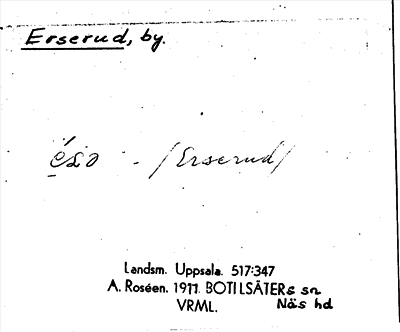 Erserud, by.
(Erserud)
Landsm. Uppsala. 517:347
A. Roséen. 1911. BOTILSÄTERs sn
VRML. Näs hd